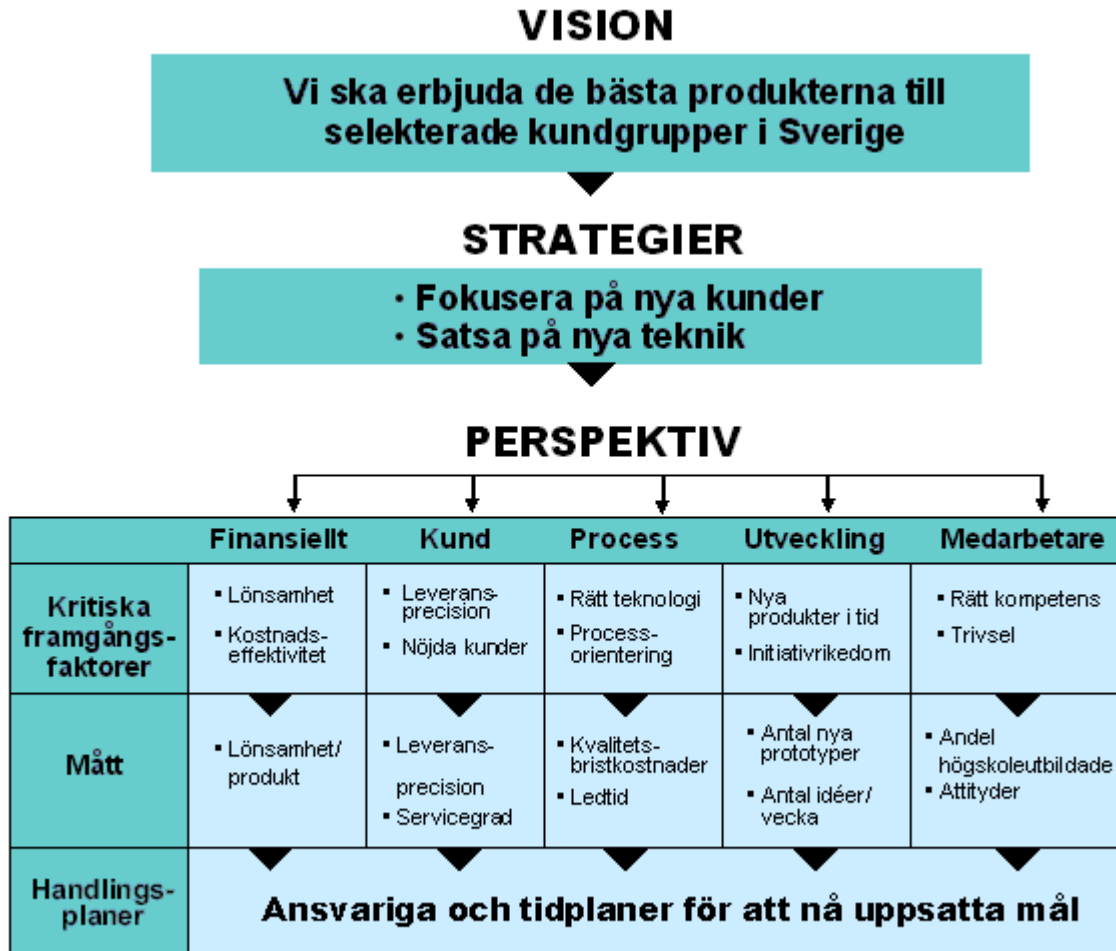 VISION
Vi ska erbjuda de bästa produkterna till
selekterade kundgrupper i Sverige
STRATEGIER
· Fokusera på nya kunder
· Satsa på nya teknik
PERSPEKTIV
Finansiellt Kund Process Utveckling Medarbetare
Kritiska
framgångs-
faktorer
▪ Lönsamhet
▪ Kostnads-
effektivitet
▪ Leverans-
precision
▪ Nöjda kunder
▪ Rätt teknologi
▪ Process-
orientering
▪ Nya
produkter i tid
▪ Initiativrikedom
▪ Rätt kompetens
▪ Trivsel
Mått
▪ Lönsamhet/
produkt
▪ Leverans-
precision
▪ Servicegrad
▪ Kvalitets-
bristkostnader
▪ Ledtid
▪ Antal nya
prototyper
▪ Antal idéer/
vecka
▪ Andel
högskoleutbildade
▪ Attityder
Handlings-
planer
Ansvariga och tidplaner för att nå uppsatta mål